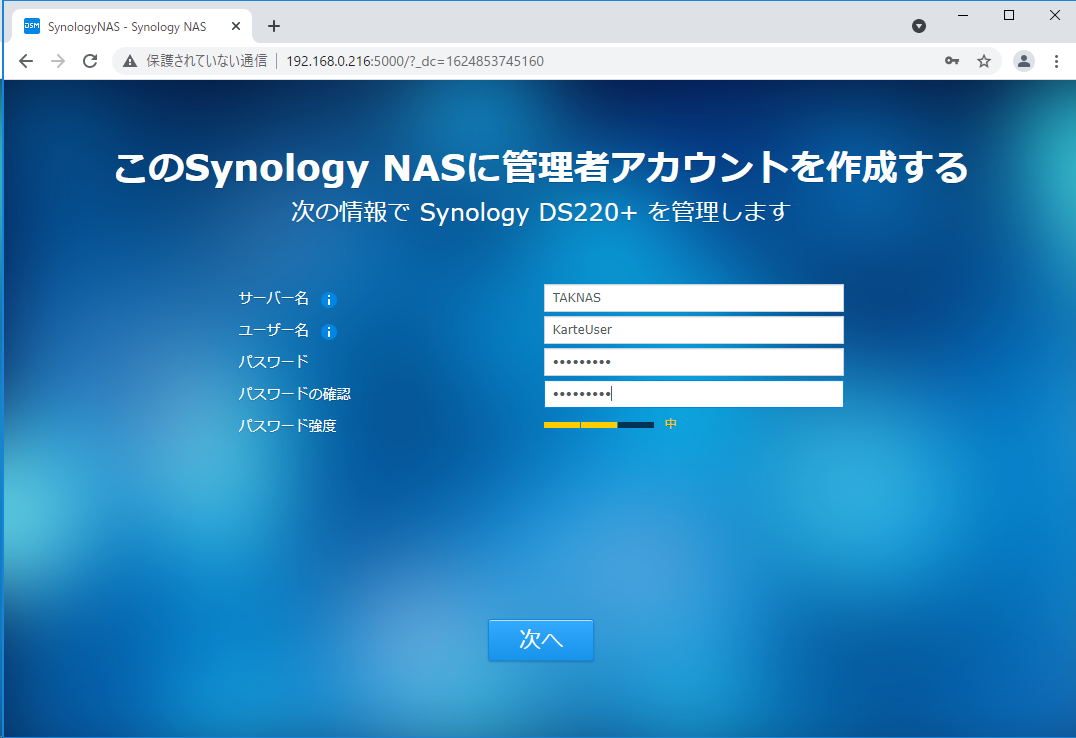 DSM SynologyNAS - Synology NAS
保護されていない通信 192.168.0.216:5000/?_dc=1624853745160
このSynology NASに管理者アカウントを作成する
次の情報で Synology DS220+ を管理します
サーバー名 i TAKNAS
ユーザー名 i KarteUser
パスワード •••••••••
パスワードの確認 •••••••••
パスワード強度 中
次へ